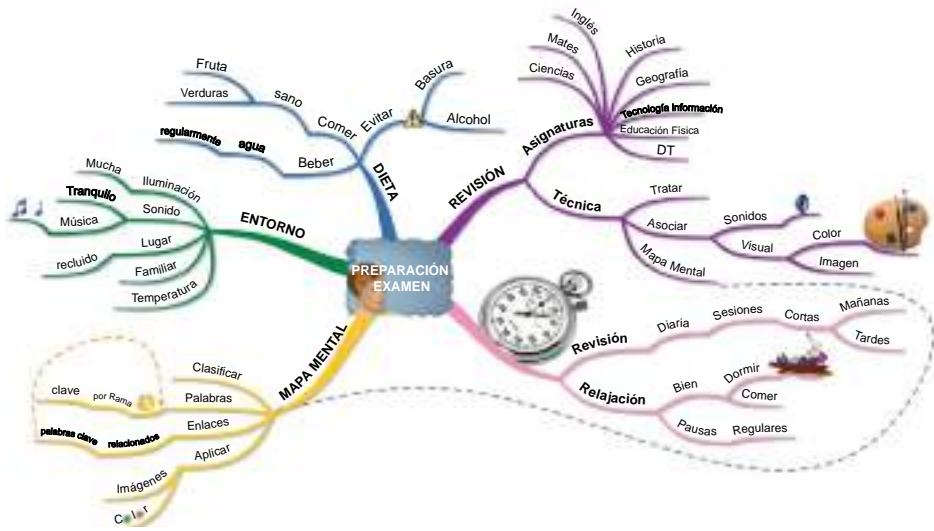 PREPARACIÓN
EXAMEN
REVISIÓN
Asignaturas
Inglés
Mates
Ciencias
Historia
Geografía
Tecnología Información
Educación Física
DT
Técnica
Tratar
Asociar
Sonidos
Visual
Color
Imagen
Mapa Mental
Revisión
Diaria
Sesiones
Cortas
Mañanas
Tardes
Relajación
Bien
Dormir
Comer
Pausas
Regulares
MAPA MENTAL
Clasificar
Palabras
por Rama
clave
Enlaces
relacionados
palabras clave
Aplicar
Imágenes
Color
ENTORNO
Iluminación
Mucha
Sonido
Tranquilo
Música
Lugar
recluido
Familiar
Temperatura
DIETA
Comer
sano
Fruta
Verduras
Beber
agua
regularmente
Evitar
Basura
Alcohol